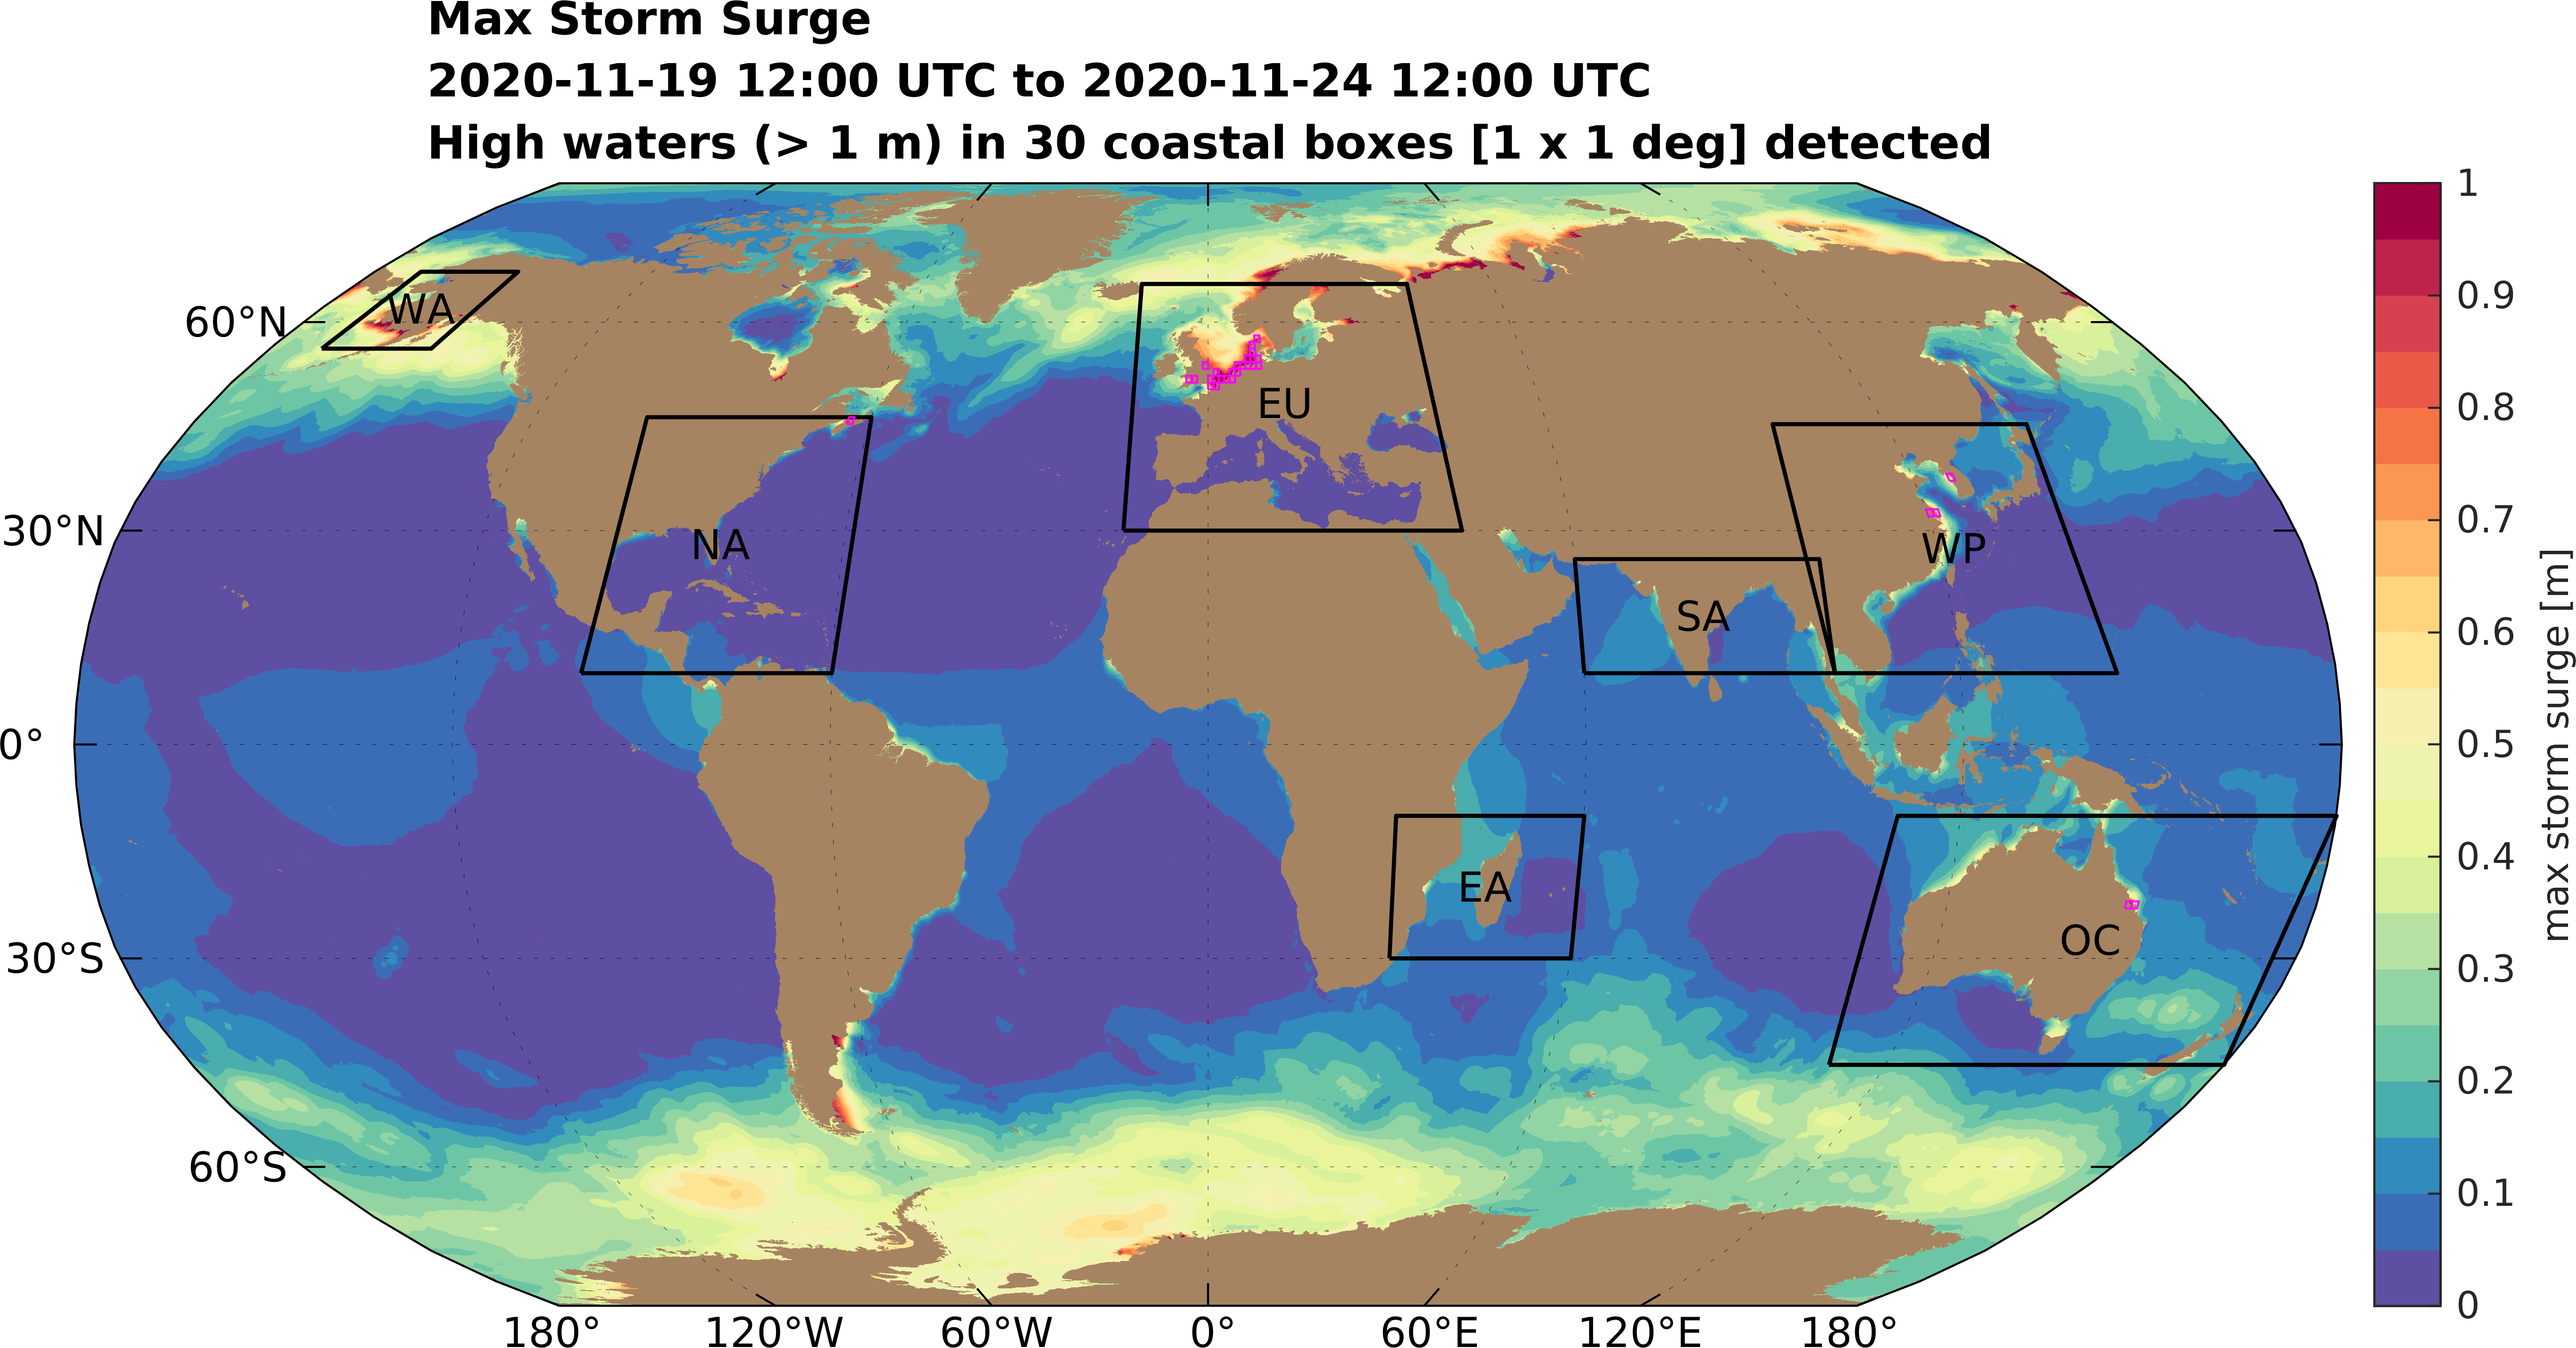 Max Storm Surge
2020-11-19 12:00 UTC to 2020-11-24 12:00 UTC
High waters (> 1 m) in 30 coastal boxes [1 x 1 deg] detected
60°N
30°N
0°
30°S
60°S
WA
NA
EU
SA
WP
EA
OC
180°
120°W
60°W
0°
60°E
120°E
180°
1
0.9
0.8
0.7
0.6
0.5
0.4
0.3
0.2
0.1
0
max storm surge [m]